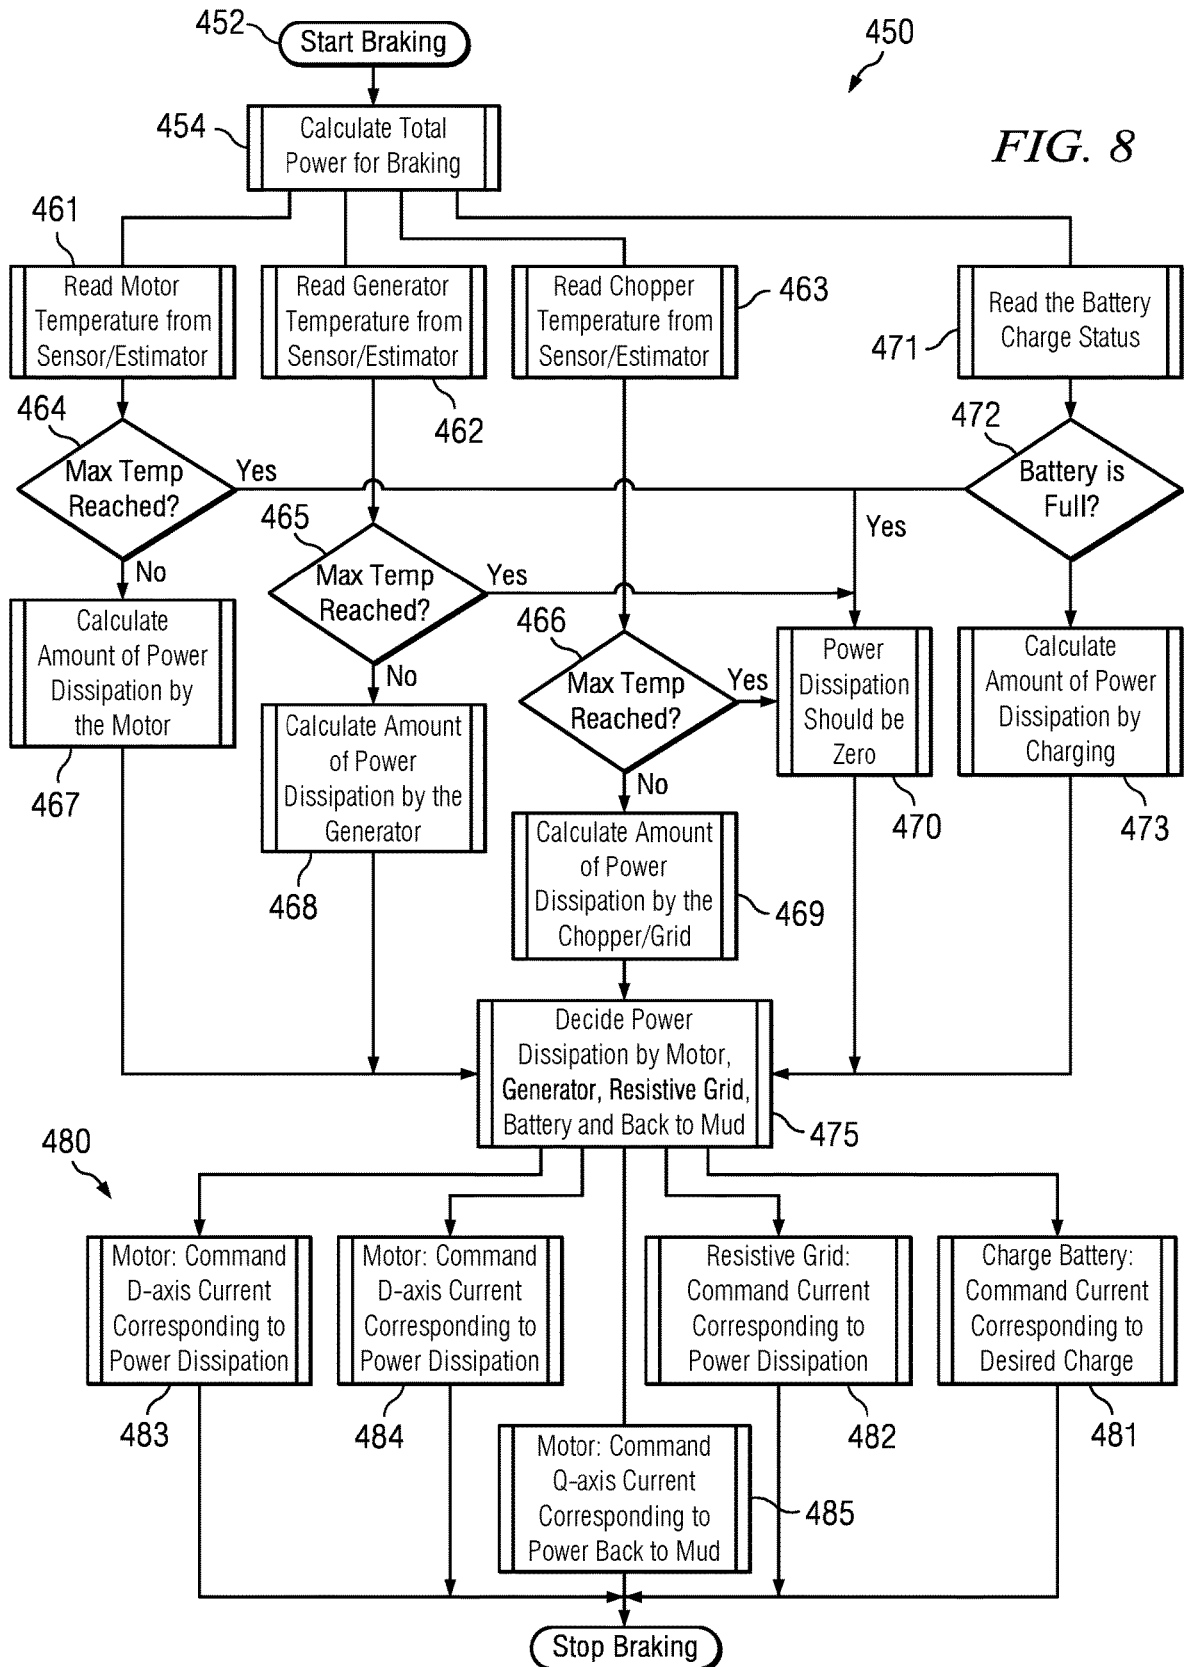 452
Start Braking
450
454
Calculate Total
Power for Braking
FIG. 8
461
Read Motor
Temperature from
Sensor/Estimator
Read Generator
Temperature from
Sensor/Estimator
462
Read Chopper
Temperature from
Sensor/Estimator
463
471
Read the Battery
Charge Status
464
Max Temp
Reached?
Yes
No
472
Battery is
Full?
Yes
465
Max Temp
Reached?
Yes
No
466
Max Temp
Reached?
Yes
No
Calculate
Amount of Power
Dissipation by
the Motor
467
Calculate Amount
of Power
Dissipation by the
Generator
468
Calculate Amount
of Power
Dissipation by the
Chopper/Grid
469
Power
Dissipation
Should be
Zero
470
Calculate
Amount of Power
Dissipation by
Charging
473
Decide Power
Dissipation by Motor,
Generator, Resistive Grid,
Battery and Back to Mud
475
480
Motor: Command
D-axis Current
Corresponding to
Power Dissipation
483
Motor: Command
D-axis Current
Corresponding to
Power Dissipation
484
Resistive Grid:
Command Current
Corresponding to
Power Dissipation
482
Charge Battery:
Command Current
Corresponding to
Desired Charge
481
Motor: Command
Q-axis Current
Corresponding to
Power Back to Mud
485
Stop Braking